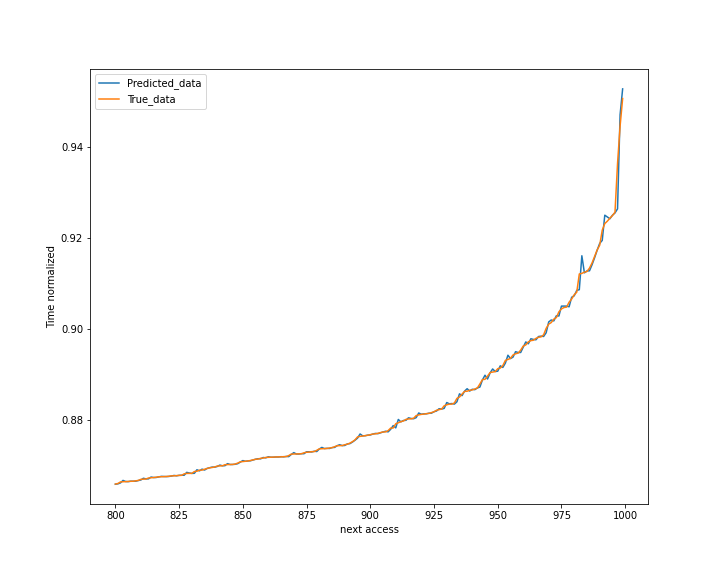 Predicted_data
True_data
0.94
0.92
0.90
0.88
Time normalized
800 825 850 875 900 925 950 975 1000
next access